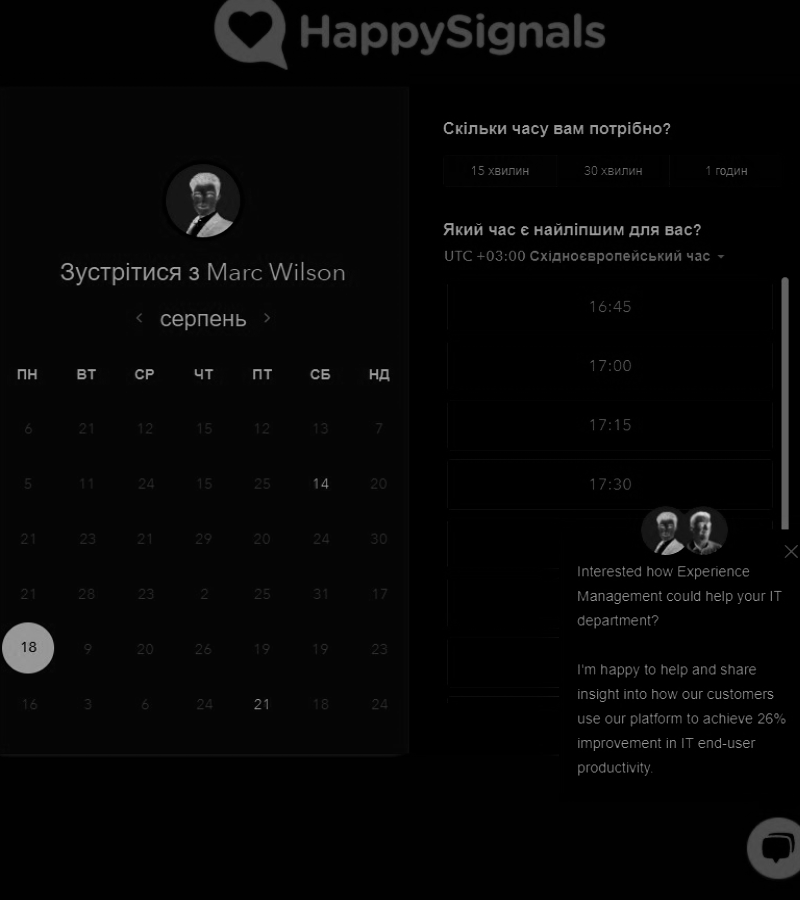 HappySignals
Зустрітися з Marc Wilson
серпень
ПН ВТ СР ЧТ ПТ СБ НД
6 21 12 15 12 13 7
5 11 24 15 25 14 20
21 23 21 29 20 24 30
21 28 23 2 25 31 17
18 9 20 26 19 19 23
16 3 6 24 21 18 24
Скільки часу вам потрібно?
15 хвилин 30 хвилин 1 годин
Який час є найліпшим для вас?
UTC +03:00 Східноєвропейський час
16:45
17:00
17:15
17:30
Interested how Experience
Management could help your IT
department?
I'm happy to help and share
insight into how our customers
use our platform to achieve 26%
improvement in IT end-user
productivity.